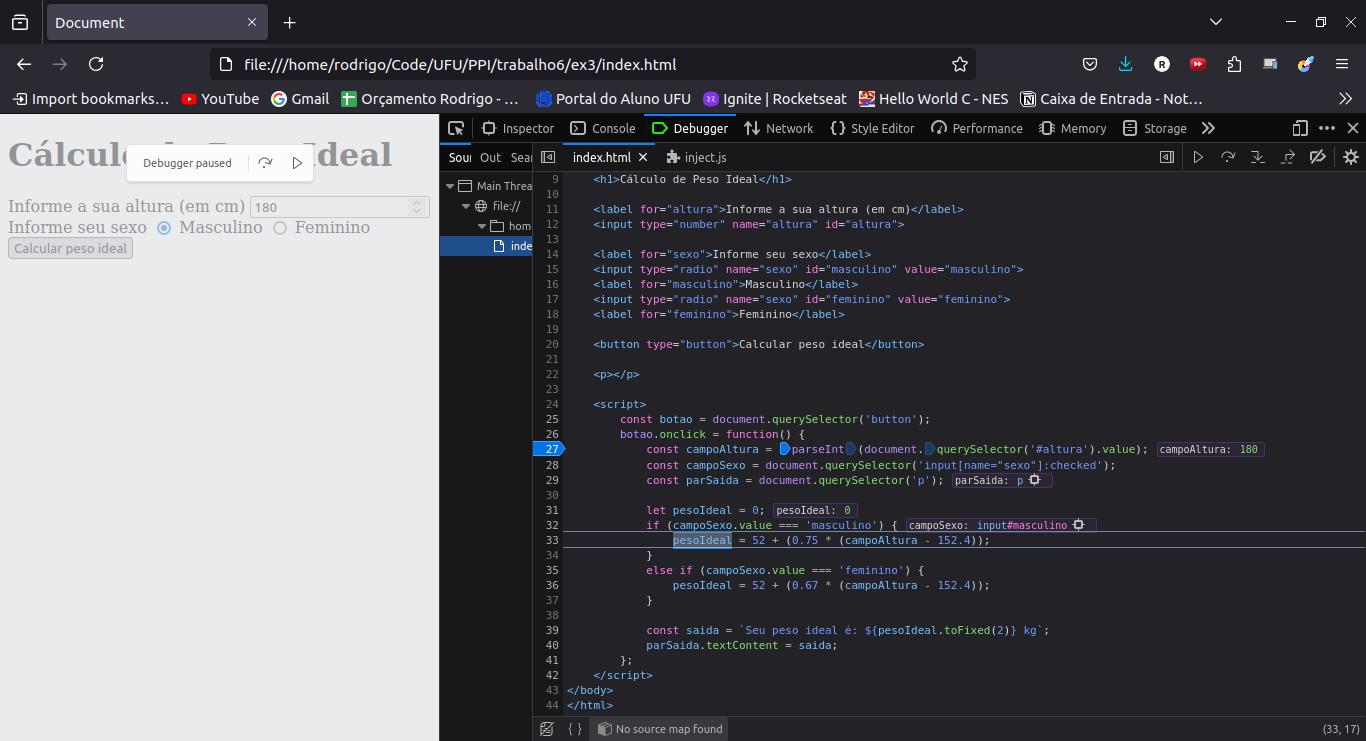 Document
file:///home/rodrigo/Code/UFU/PPI/trabalho6/ex3/index.html
R
Import bookmarks… YouTube Gmail Orçamento Rodrigo - … Portal do Aluno UFU Ignite | Rocketseat Hello World C - NES Caixa de Entrada - Not…
Cálculo de Peso Ideal
Debugger paused
Informe a sua altura (em cm) 180
Informe seu sexo Masculino Feminino
Calcular peso ideal
Inspector Console Debugger Network Style Editor Performance Memory Storage
Sour Out Sear index.html inject.js
Main Threa
file://
hom
inde
9 <h1>Cálculo de Peso Ideal</h1>
10
11 <label for="altura">Informe a sua altura (em cm)</label>
12 <input type="number" name="altura" id="altura">
13
14 <label for="sexo">Informe seu sexo</label>
15 <input type="radio" name="sexo" id="masculino" value="masculino">
16 <label for="masculino">Masculino</label>
17 <input type="radio" name="sexo" id="feminino" value="feminino">
18 <label for="feminino">Feminino</label>
19
20 <button type="button">Calcular peso ideal</button>
21
22 <p></p>
23
24 <script>
25 const botao = document.querySelector('button');
26 botao.onclick = function() {
27 const campoAltura = parseInt(document.querySelector('#altura').value); campoAltura: 180
28 const campoSexo = document.querySelector('input[name="sexo"]:checked');
29 const parSaida = document.querySelector('p'); parSaida: p
30
31 let pesoIdeal = 0; pesoIdeal: 0
32 if (campoSexo.value === 'masculino') { campoSexo: input#masculino
33 pesoIdeal = 52 + (0.75 * (campoAltura - 152.4));
34 }
35 else if (campoSexo.value === 'feminino') {
36 pesoIdeal = 52 + (0.67 * (campoAltura - 152.4));
37 }
38
39 const saida = `Seu peso ideal é: ${pesoIdeal.toFixed(2)} kg`;
40 parSaida.textContent = saida;
41 };
42 </script>
43 </body>
44 </html>
{ } No source map found (33, 17)